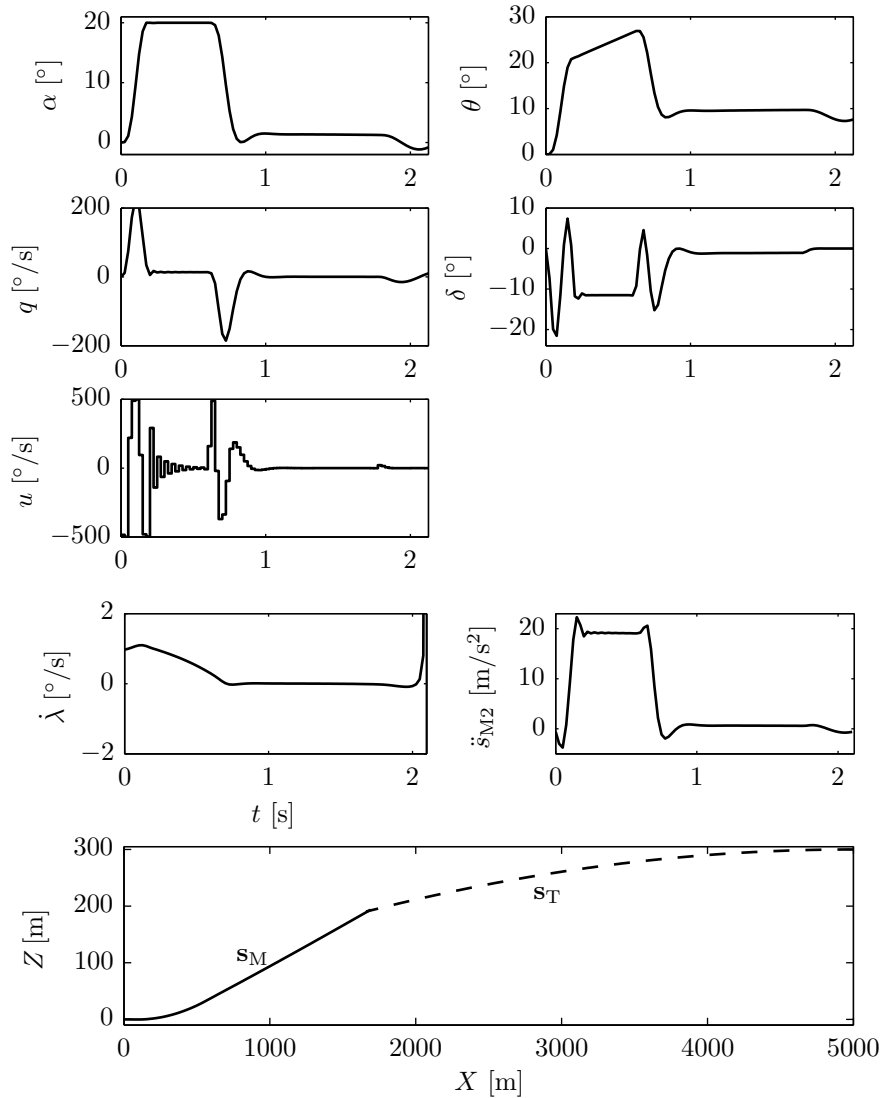 20
10
0
α [°]
0 1 2
30
20
10
0
θ [°]
0 1 2
200
0
−200
q [°/s]
0 1 2
10
0
−10
−20
δ [°]
0 1 2
500
0
−500
u [°/s]
0 1 2
2
0
−2
λ̇ [°/s]
0 1 2
t [s]
20
10
0
s̈M2 [m/s²]
0 1 2
300
200
100
0
Z [m]
sM
sT
0 1000 2000 3000 4000 5000
X [m]